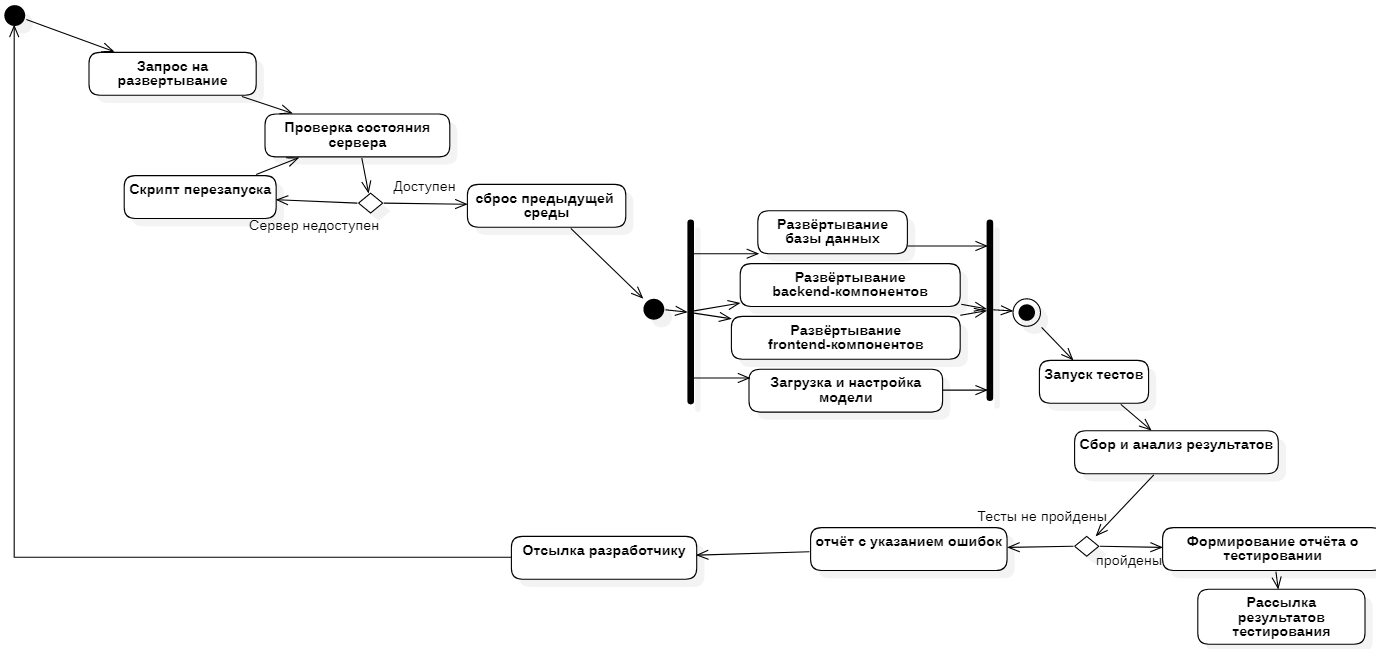 Запрос на
развертывание
Проверка состояния
сервера
Скрипт перезапуска
Доступен
Сервер недоступен
сброс предыдущей
среды
Развёртывание
базы данных
Развёртывание
backend-компонентов
Развёртывание
frontend-компонентов
Загрузка и настройка
модели
Запуск тестов
Сбор и анализ результатов
Тесты не пройдены
пройдены
отчёт с указанием ошибок
Отсылка разработчику
Формирование отчёта о
тестировании
Рассылка
результатов
тестирования